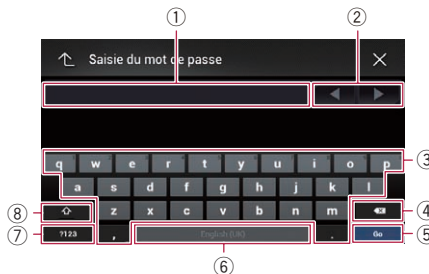 ① ②
Saisie du mot de passe
q w e r t y u i o p ③
a s d f g h j k l
⑧ z x c v b n m ④
⑦ ?123 , English (UK) . Go ⑤
⑥